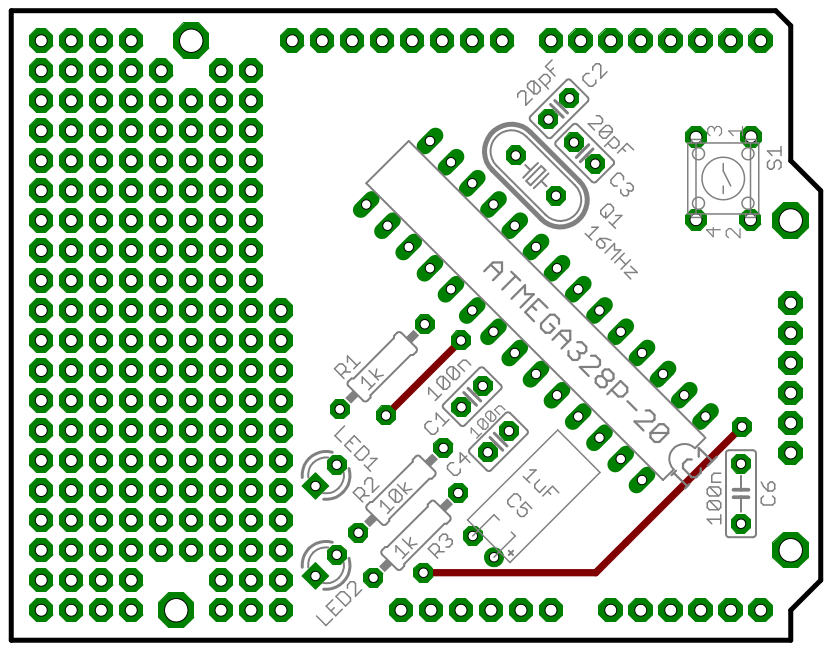 20pF
C2
20pF
C3
3
1
S1
4
2
Q1
16MHz
ATMEGA328P-20
R1
1k
100n
C1
100n
C4
LED1
R2
10k
1uF
C5
+
R3
1k
LED2
100n
C6